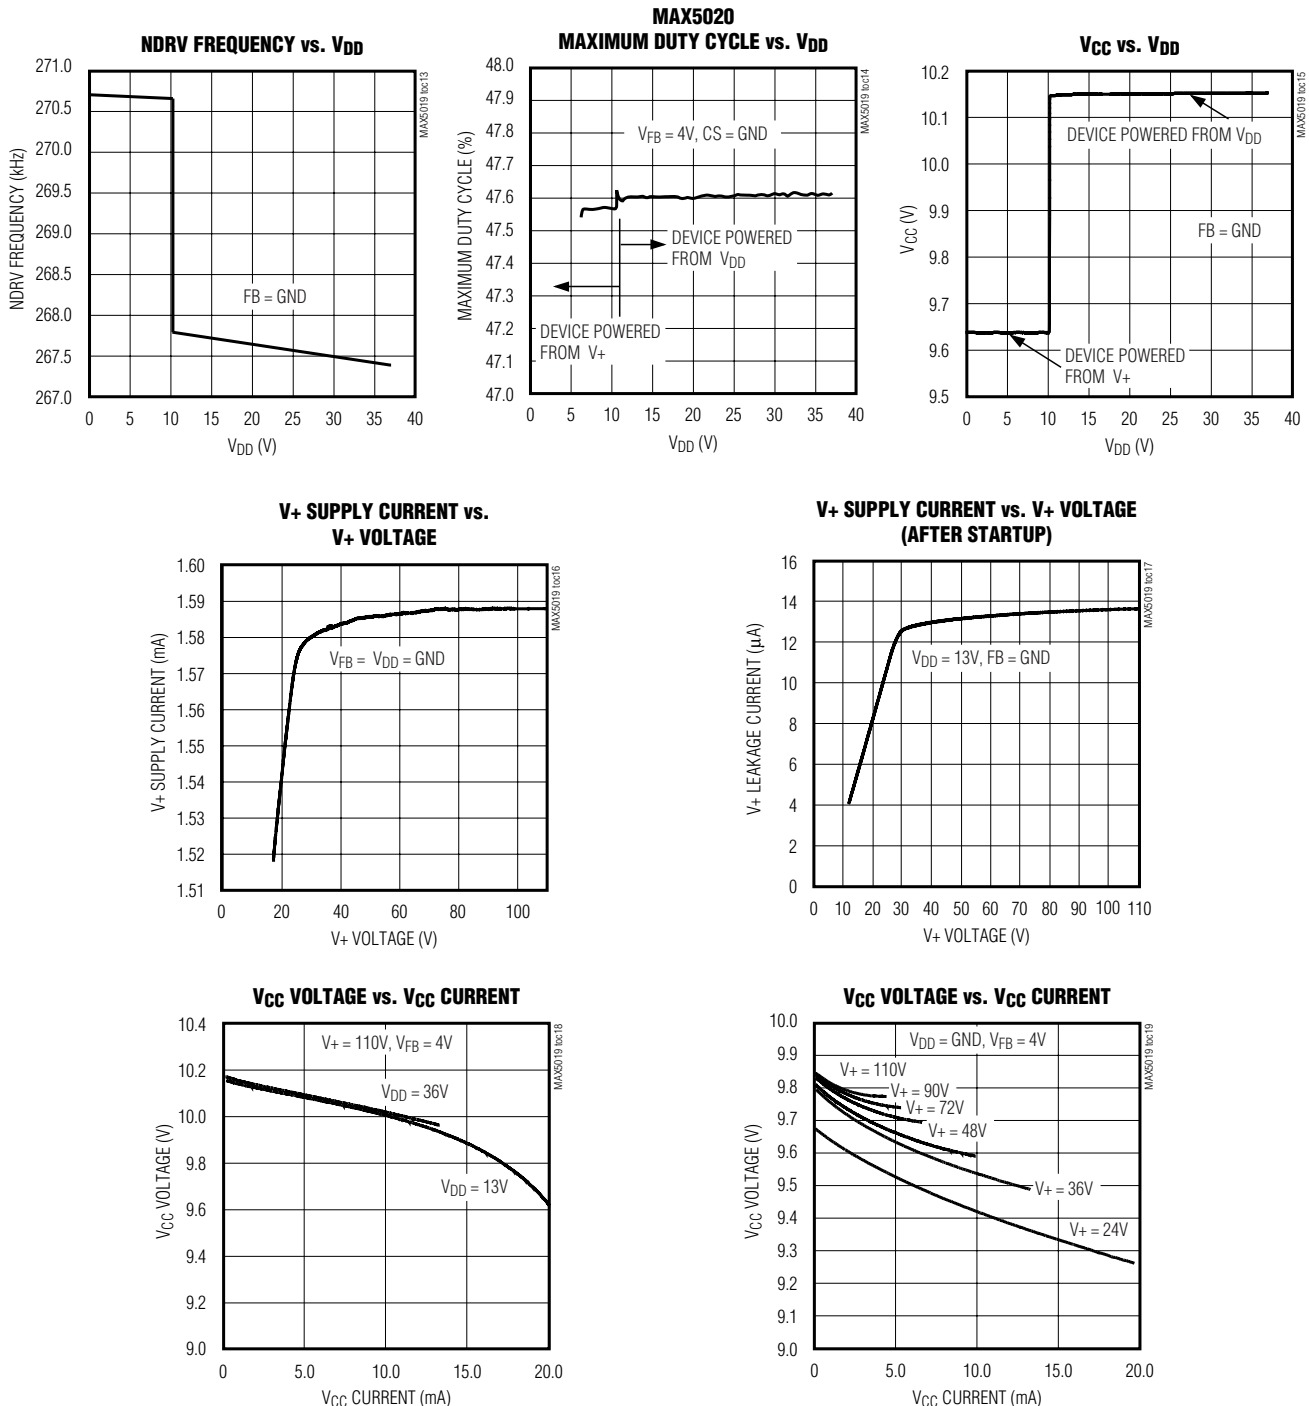 NDRV FREQUENCY vs. VDD
271.0
270.5
270.0
269.5
269.0
268.5
268.0
267.5
267.0
NDRV FREQUENCY (kHz)
FB = GND
0 5 10 15 20 25 30 35 40
VDD (V)
MAX5019 toc13
MAX5020
MAXIMUM DUTY CYCLE vs. VDD
48.0
47.9
47.8
47.7
47.6
47.5
47.4
47.3
47.2
47.1
47.0
MAXIMUM DUTY CYCLE (%)
VFB = 4V, CS = GND
DEVICE POWERED
FROM VDD
DEVICE POWERED
FROM V+
0 5 10 15 20 25 30 35 40
VDD (V)
MAX5019 toc14
VCC vs. VDD
10.2
10.1
10.0
9.9
9.8
9.7
9.6
9.5
VCC (V)
DEVICE POWERED FROM VDD
FB = GND
DEVICE POWERED
FROM V+
0 5 10 15 20 25 30 35 40
VDD (V)
MAX5019 toc15
V+ SUPPLY CURRENT vs.
V+ VOLTAGE
1.60
1.59
1.58
1.57
1.56
1.55
1.54
1.53
1.52
1.51
V+ SUPPLY CURRENT (mA)
VFB = VDD = GND
0 20 40 60 80 100
V+ VOLTAGE (V)
MAX5019 toc16
V+ SUPPLY CURRENT vs. V+ VOLTAGE
(AFTER STARTUP)
16
14
12
10
8
6
4
2
0
V+ LEAKAGE CURRENT (μA)
VDD = 13V, FB = GND
0 10 20 30 40 50 60 70 80 90 100 110
V+ VOLTAGE (V)
MAX5019 toc17
VCC VOLTAGE vs. VCC CURRENT
10.4
10.2
10.0
9.8
9.6
9.4
9.2
9.0
VCC VOLTAGE (V)
V+ = 110V, VFB = 4V
VDD = 36V
VDD = 13V
0 5.0 10.0 15.0 20.0
VCC CURRENT (mA)
MAX5019 toc18
VCC VOLTAGE vs. VCC CURRENT
10.0
9.9
9.8
9.7
9.6
9.5
9.4
9.3
9.2
9.1
9.0
VCC VOLTAGE (V)
VDD = GND, VFB = 4V
V+ = 110V
V+ = 90V
V+ = 72V
V+ = 48V
V+ = 36V
V+ = 24V
0 5.0 10.0 15.0 20.0
VCC CURRENT (mA)
MAX5019 toc19